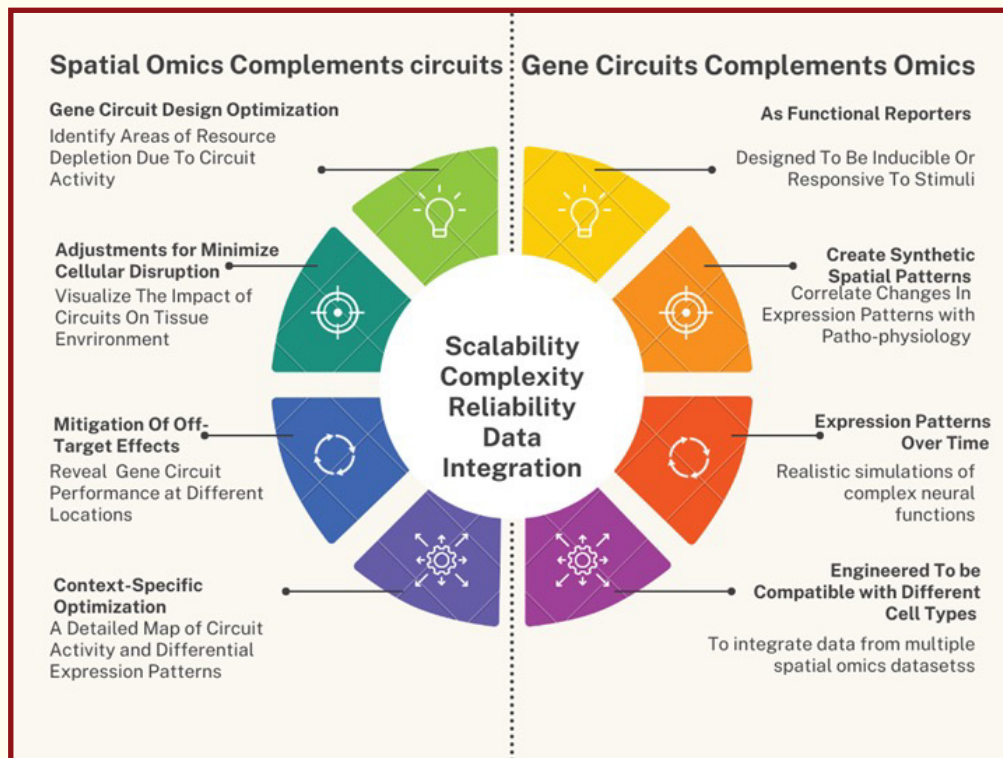 Spatial Omics Complements circuits
Gene Circuit Design Optimization
Identify Areas of Resource
Depletion Due To Circuit
Activity
Adjustments for Minimize
Cellular Disruption
Visualize The Impact of
Circuits On Tissue
Envrironment
Mitigation Of Off-
Target Effects
Reveal Gene Circuit
Performance at Different
Locations
Context-Specific
Optimization
A Detailed Map of Circuit
Activity and Differential
Expression Patterns
Scalability
Complexity
Reliability
Data
Integration
Gene Circuits Complements Omics
As Functional Reporters
Designed To Be Inducible Or
Responsive To Stimuli
Create Synthetic
Spatial Patterns
Correlate Changes In
Expression Patterns with
Patho-physiology
Expression Patterns
Over Time
Realistic simulations of
complex neural
functions
Engineered To be
Compatible with Different
Cell Types
To integrate data from multiple
spatial omics datasetss